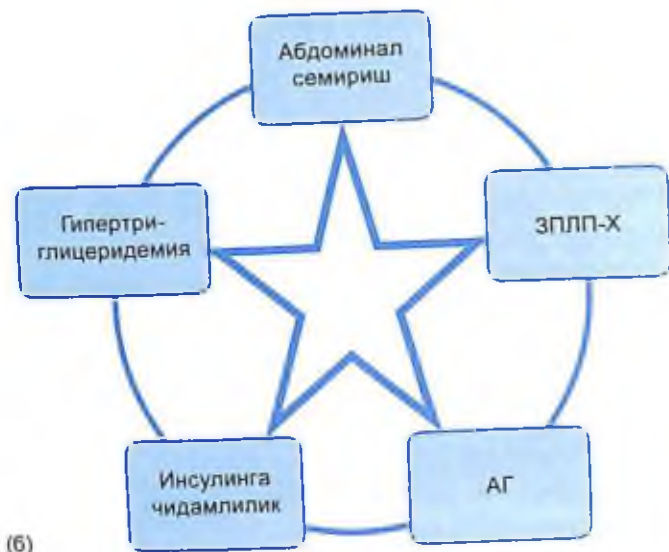 Абдоминал
семириш
Гипертри-
глицеридемия
ЗПЛП-Х
Инсулинга
чидамлилик
АГ
(б)